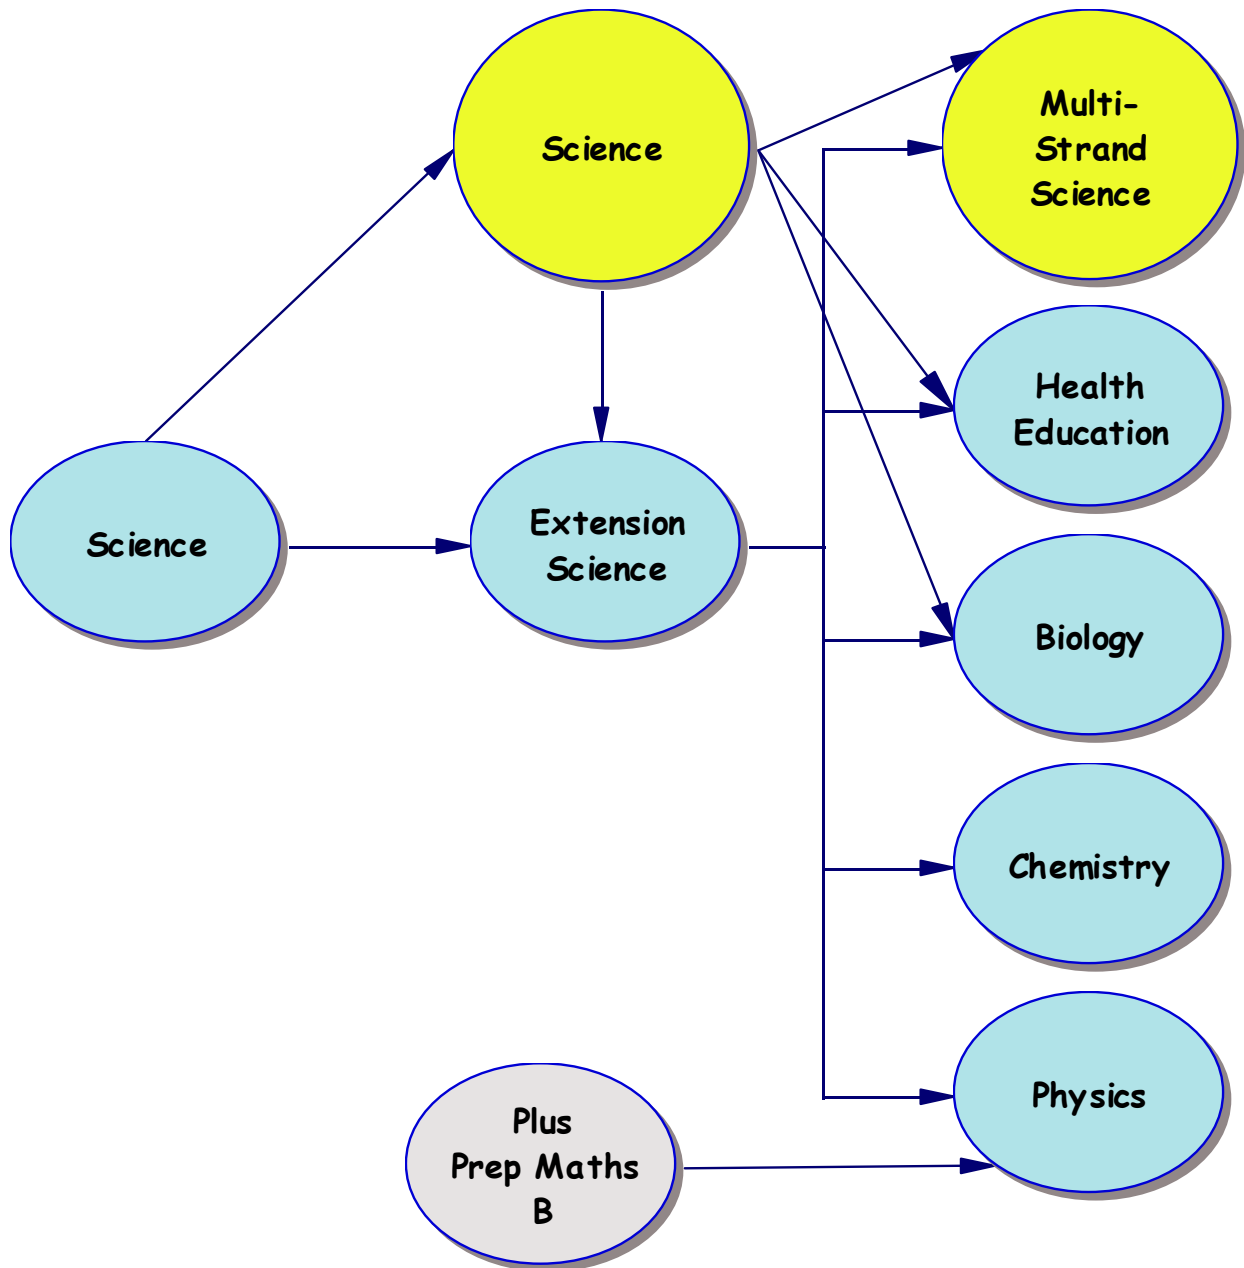 Science
Multi-
Strand
Science
Health
Education
Science
Extension
Science
Biology
Chemistry
Physics
Plus
Prep Maths
B